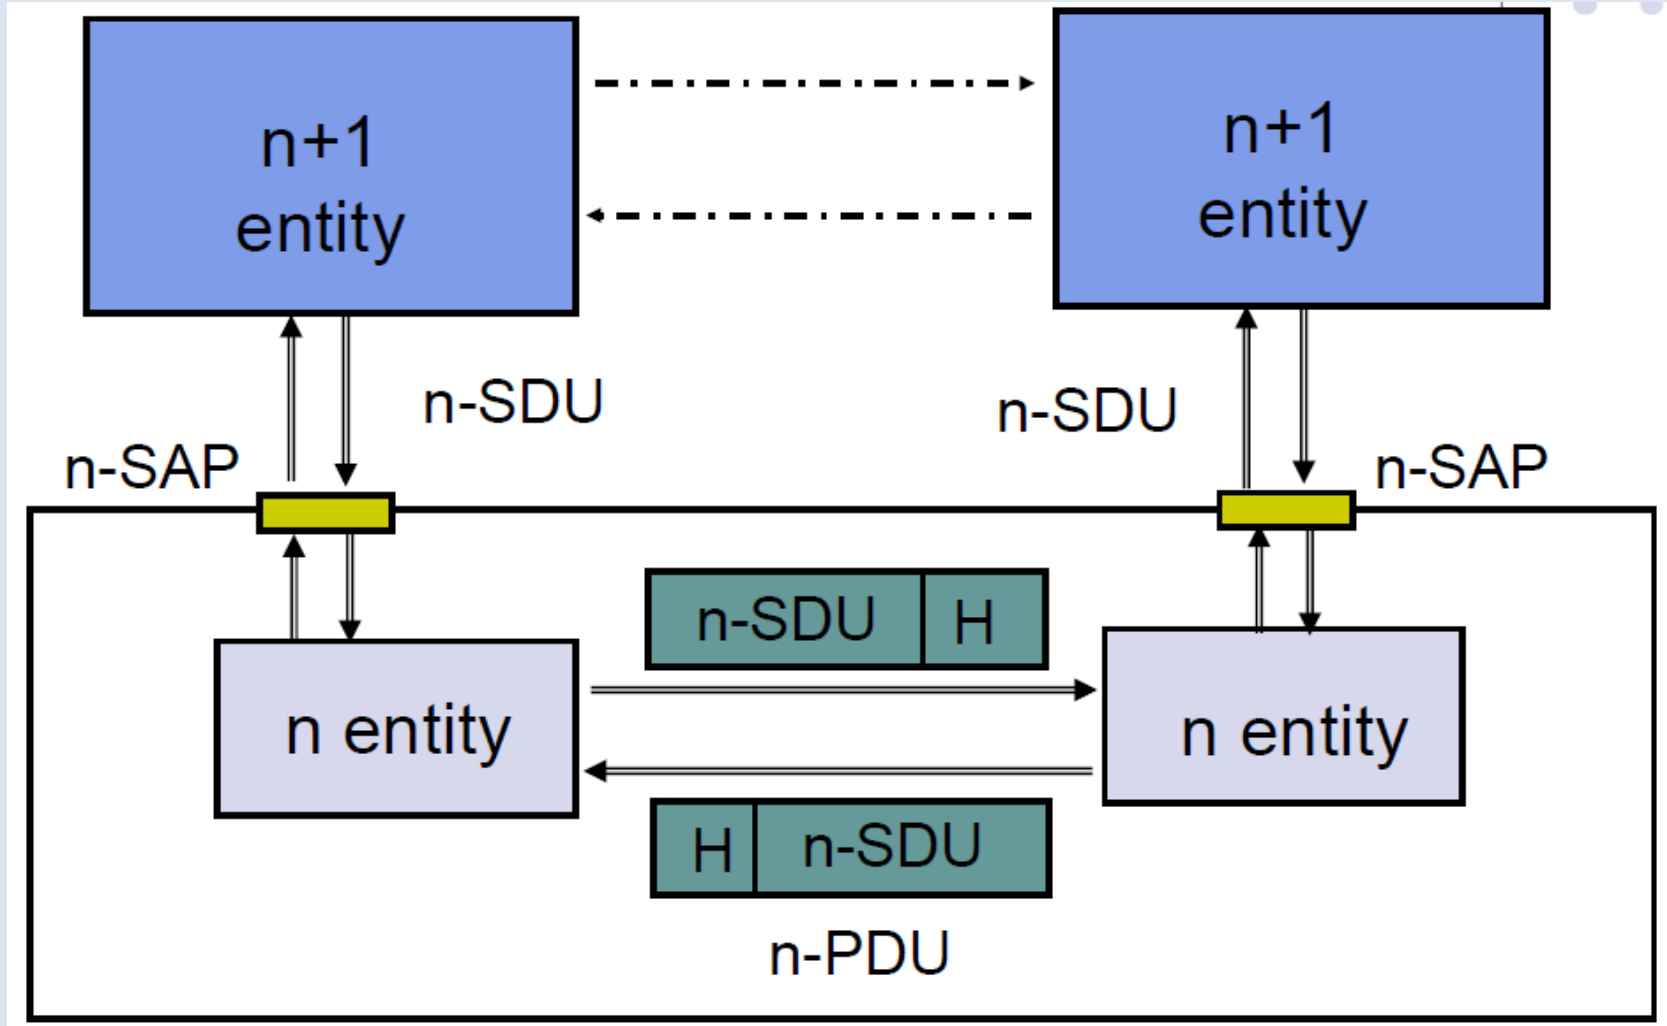 n+1
entity
n+1
entity
n-SDU
n-SDU
n-SAP
n-SAP
n-SDU
H
n entity
n entity
H
n-SDU
n-PDU